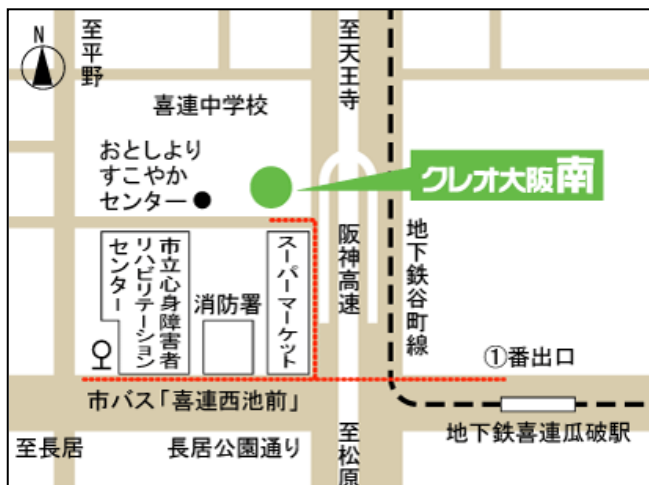 N
至平野
至天王寺
喜連中学校
おとしより
すこやか
センター
クレオ大阪南
阪神高速
地下鉄谷町線
市立心身障害者
リハビリテーション
センター
消防署
スーパーマーケット
①番出口
市バス「喜連西池前」
地下鉄喜連瓜破駅
至長居
長居公園通り
至松原